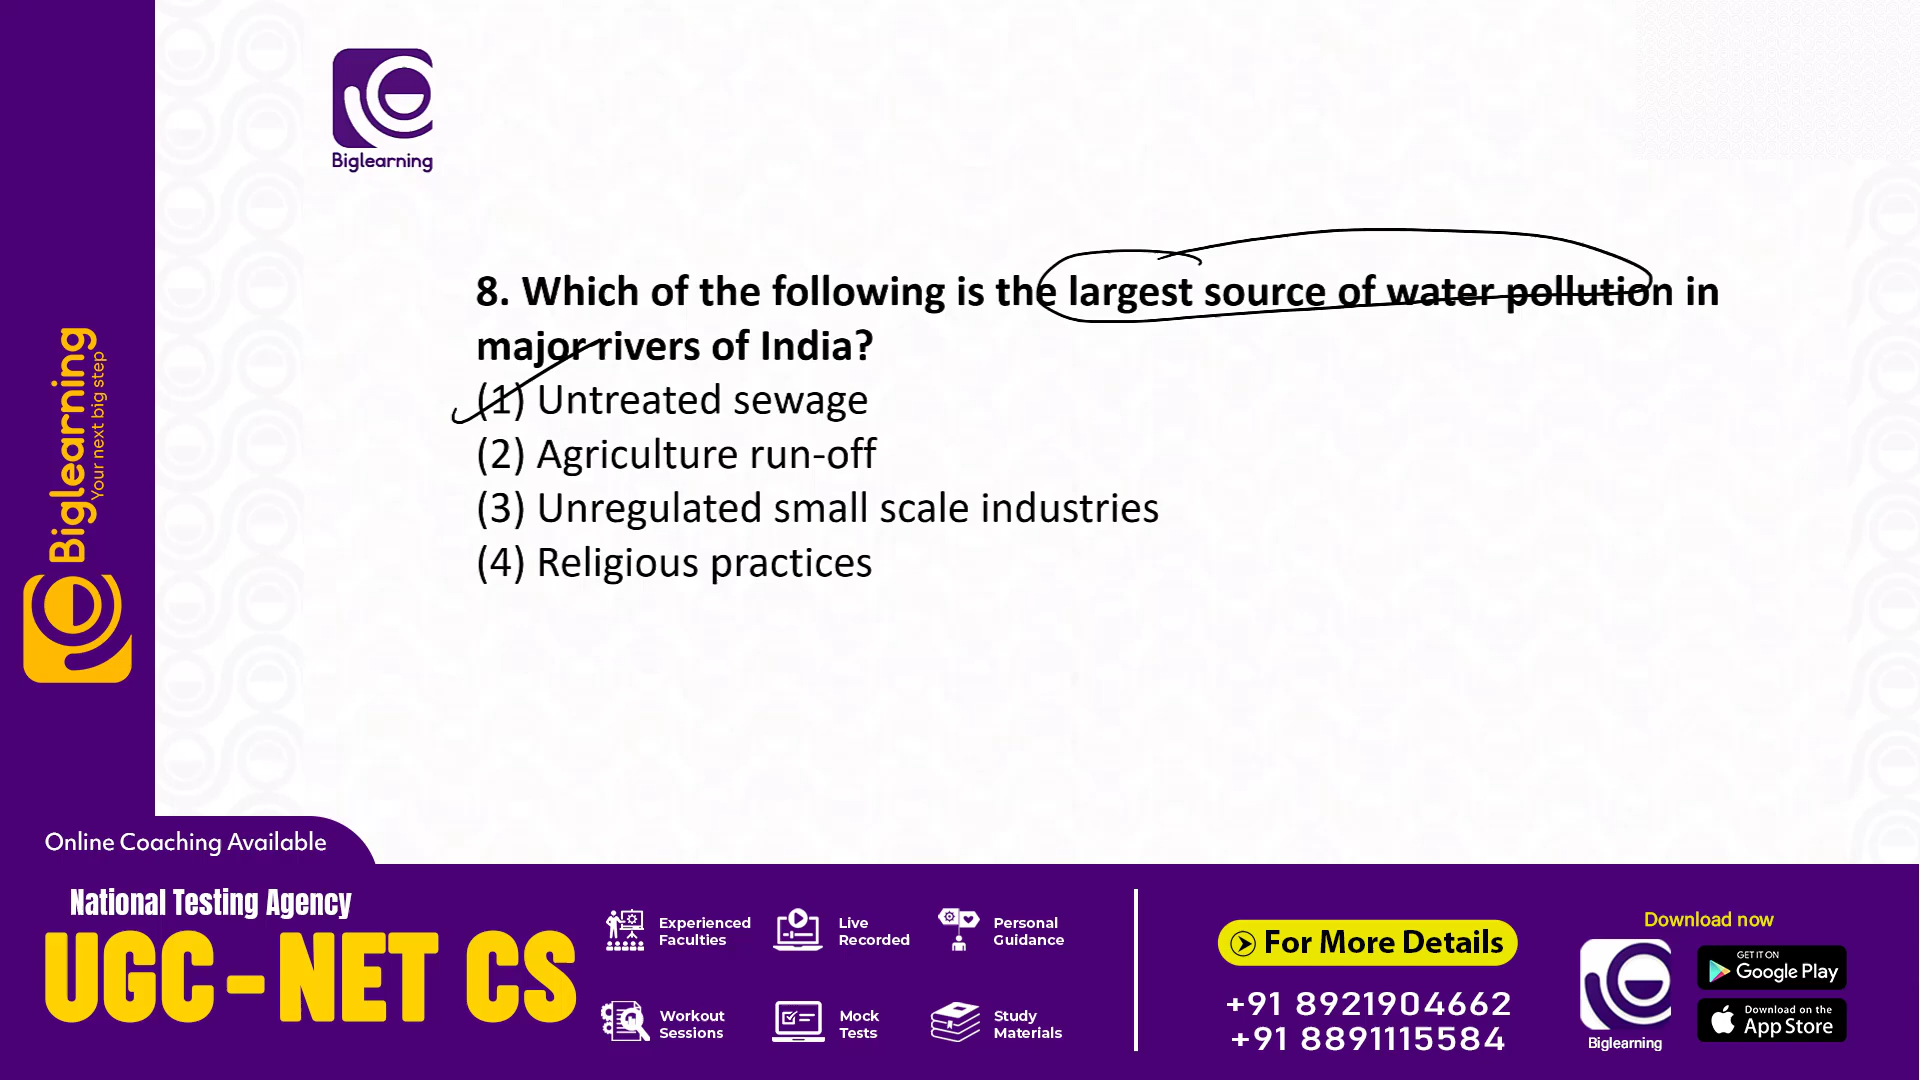 Biglearning
8. Which of the following is the largest source of water pollution in
major rivers of India?
(1) Untreated sewage
(2) Agriculture run-off
(3) Unregulated small scale industries
(4) Religious practices
Biglearning
Your next big step
Online Coaching Available
National Testing Agency
UGC-NET CS
Experienced
Faculties
Live
Recorded
Personal
Guidance
Workout
Sessions
Mock
Tests
Study
Materials
For More Details
+91 8921904662
+91 8891115584
Download now
Biglearning
GET IT ON
Google Play
Download on the
App Store